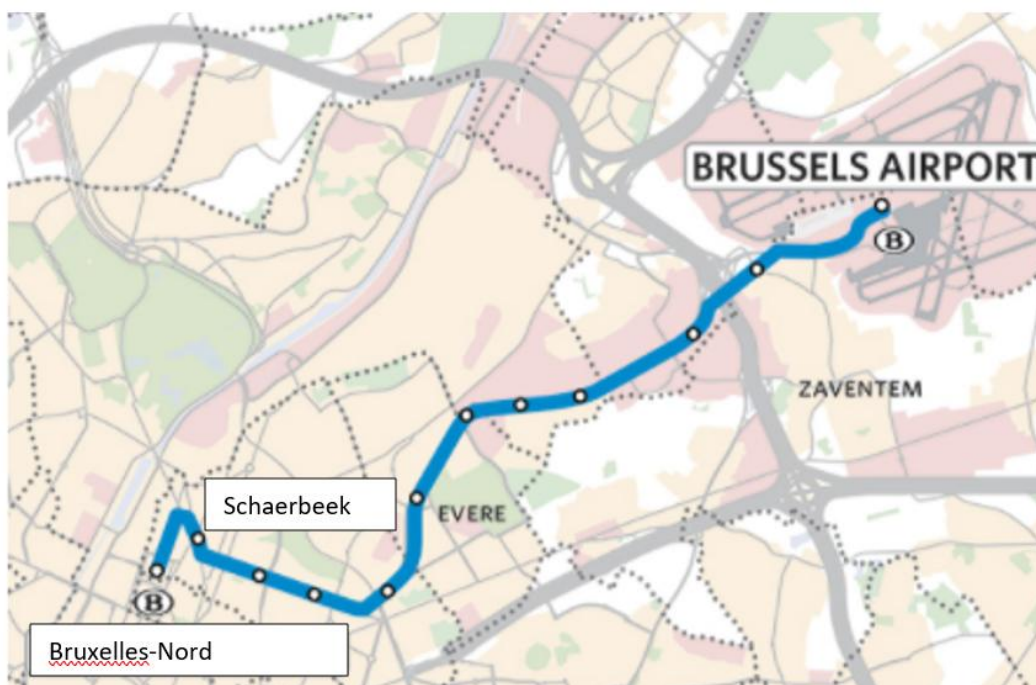 BRUSSELS AIRPORT
B
ZAVENTEM
Schaerbeek
EVERE
B
Bruxelles-Nord